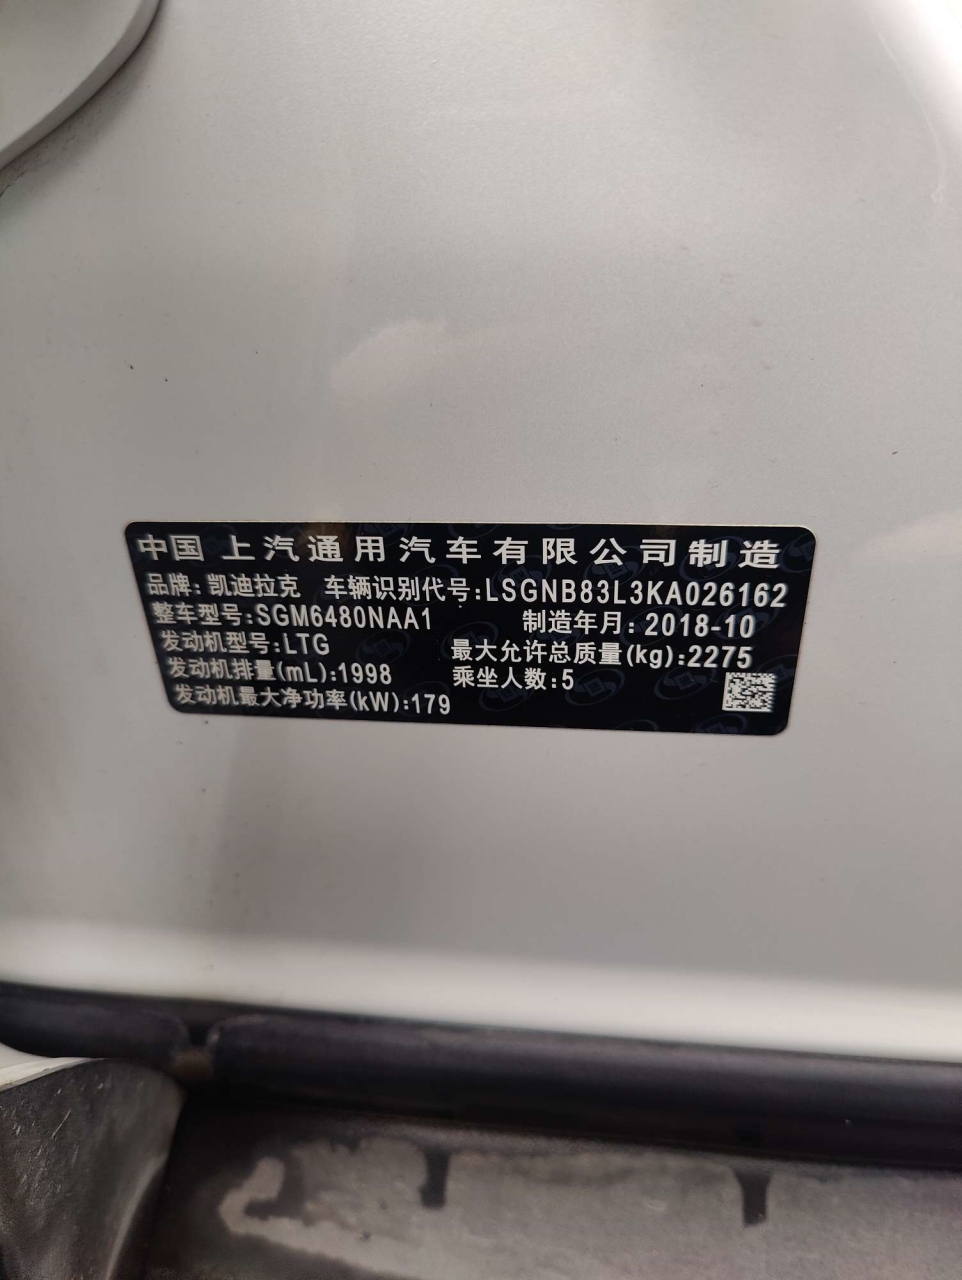 中国 上汽通用汽车有限公司制造
品牌:凯迪拉克 车辆识别代号:LSGNB83L3KA026162
整车型号:SGM6480NAA1 制造年月:2018-10
发动机型号:LTG 最大允许总质量(kg):2275
发动机排量(mL):1998 乘坐人数:5
发动机最大净功率(kW):179